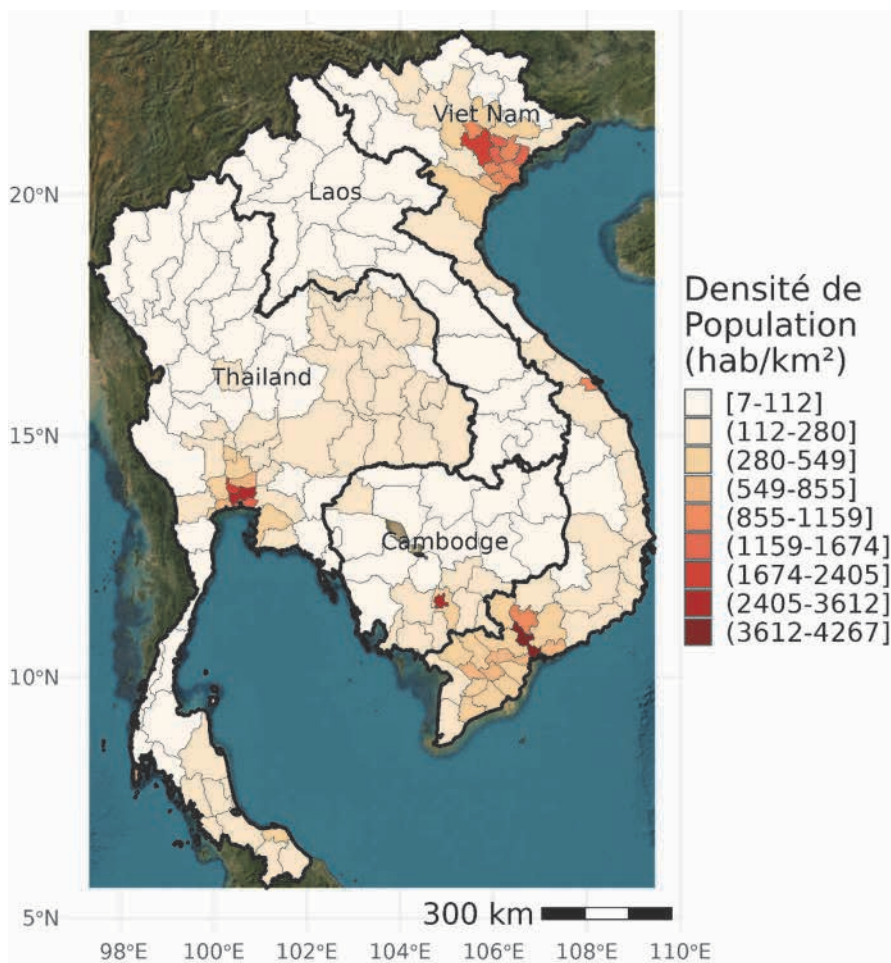 Viet Nam
20°N
Laos
Densité de
Population
(hab/km²)
Thailand
[7-112]
(112-280]
15°N
(280-549]
(549-855]
(855-1159]
Cambodge
(1159-1674]
(1674-2405]
(2405-3612]
(3612-4267]
10°N
300 km
5°N
98°E 100°E 102°E 104°E 106°E 108°E 110°E